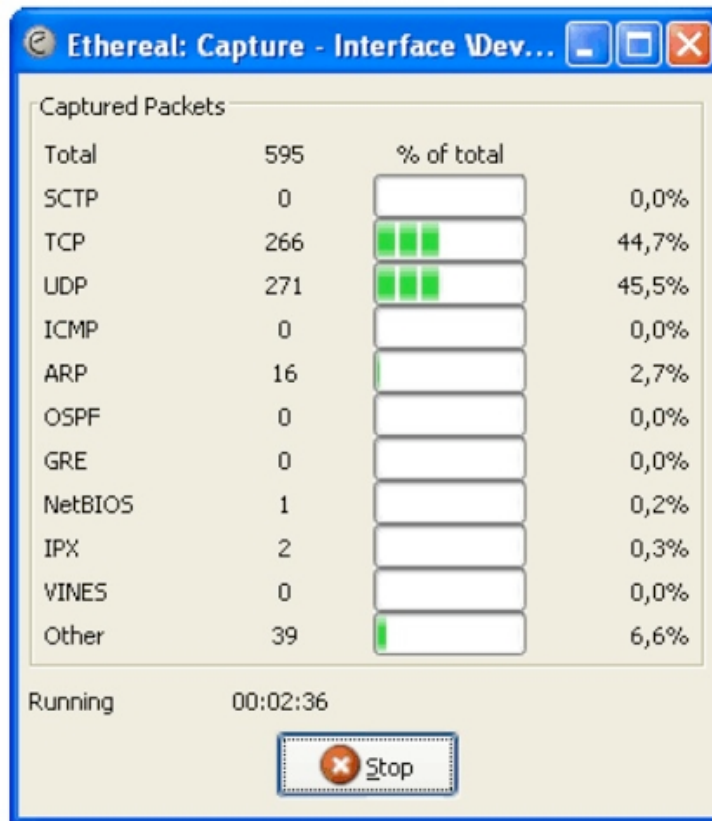 Ethereal: Capture - Interface \Dev...
Captured Packets
Total 595 % of total
SCTP 0 0,0%
TCP 266 44,7%
UDP 271 45,5%
ICMP 0 0,0%
ARP 16 2,7%
OSPF 0 0,0%
GRE 0 0,0%
NetBIOS 1 0,2%
IPX 2 0,3%
VINES 0 0,0%
Other 39 6,6%
Running 00:02:36
Stop